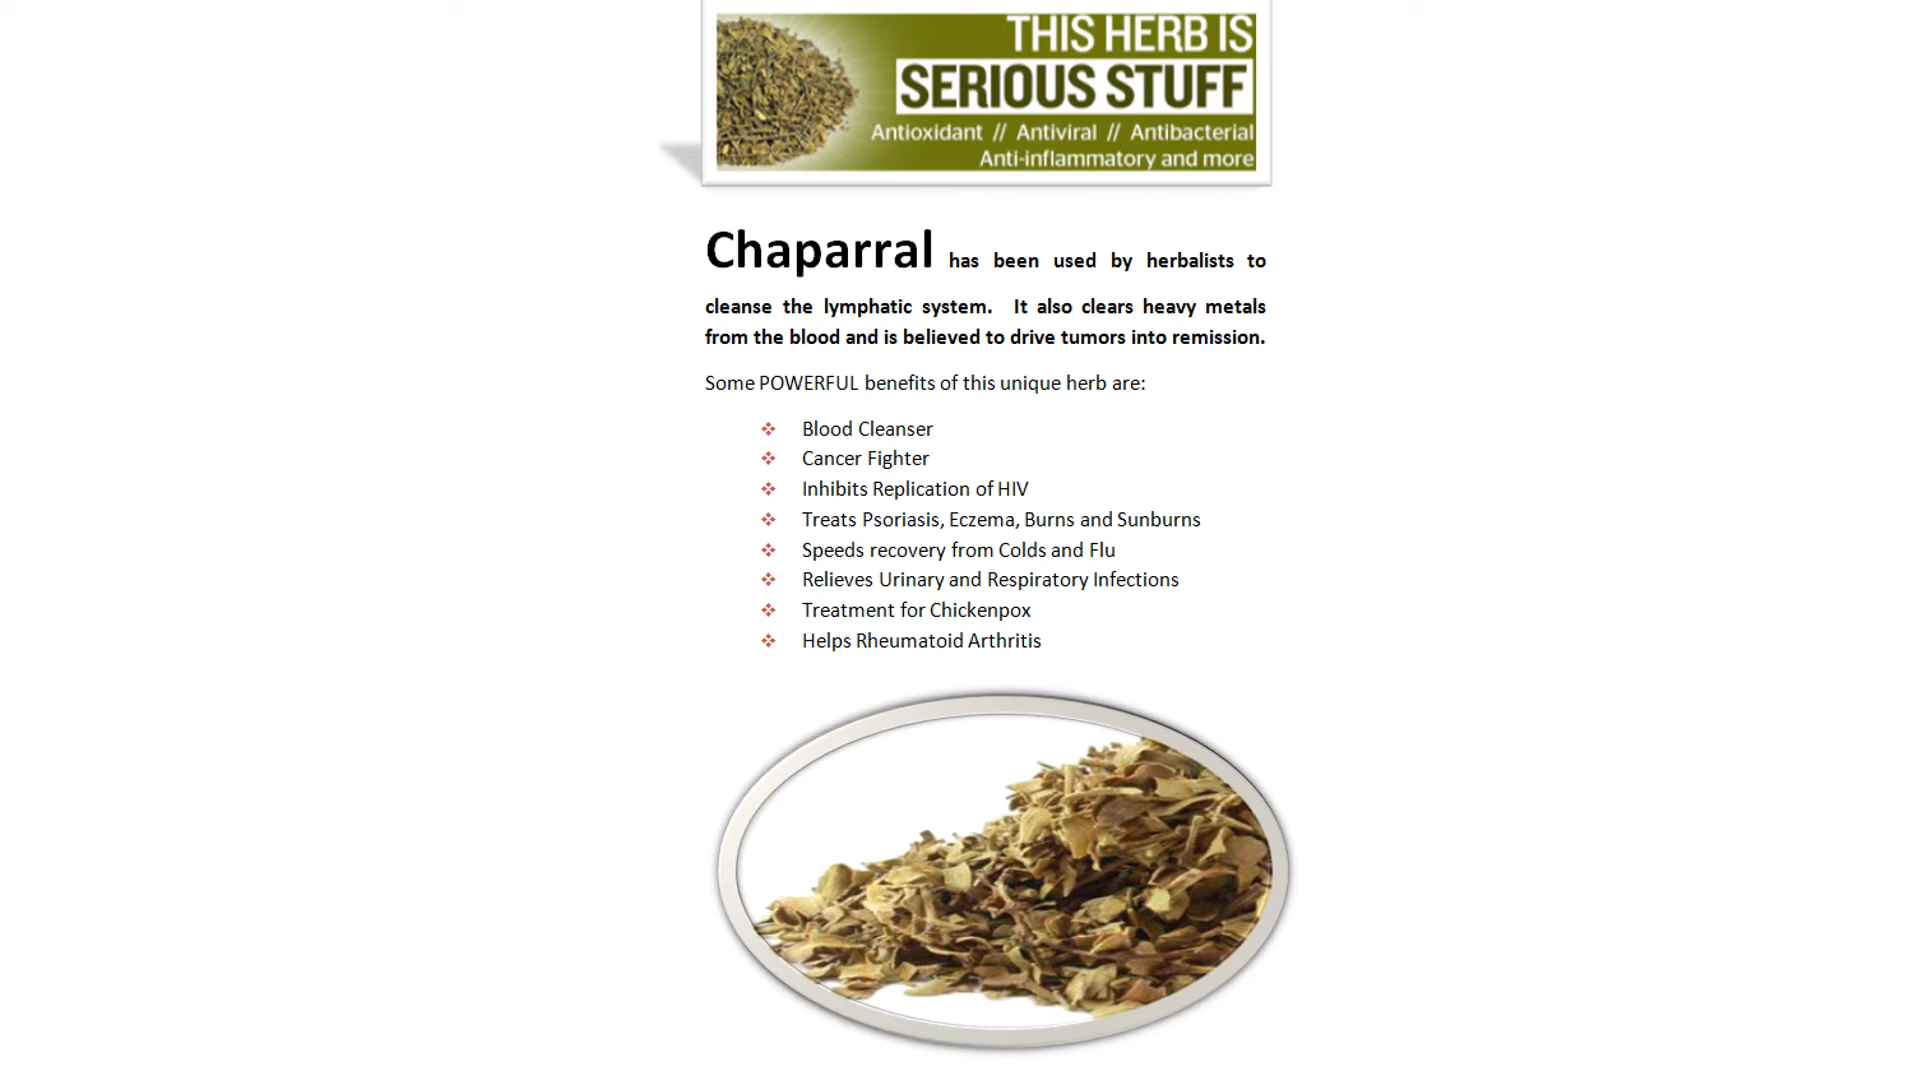 THIS HERB IS
SERIOUS STUFF
Antioxidant // Antiviral // Antibacterial
Anti-inflammatory and more
Chaparral has been used by herbalists to
cleanse the lymphatic system. It also clears heavy metals
from the blood and is believed to drive tumors into remission.
Some POWERFUL benefits of this unique herb are:
❖ Blood Cleanser
❖ Cancer Fighter
❖ Inhibits Replication of HIV
❖ Treats Psoriasis, Eczema, Burns and Sunburns
❖ Speeds recovery from Colds and Flu
❖ Relieves Urinary and Respiratory Infections
❖ Treatment for Chickenpox
❖ Helps Rheumatoid Arthritis